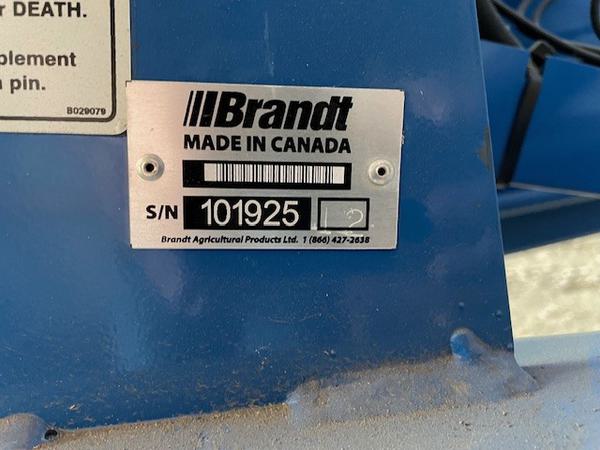 r DEATH.
plement
pin.
B029079
Brandt
MADE IN CANADA
S/N 101925
Brandt Agricultural Products Ltd. 1 (866) 427-2638